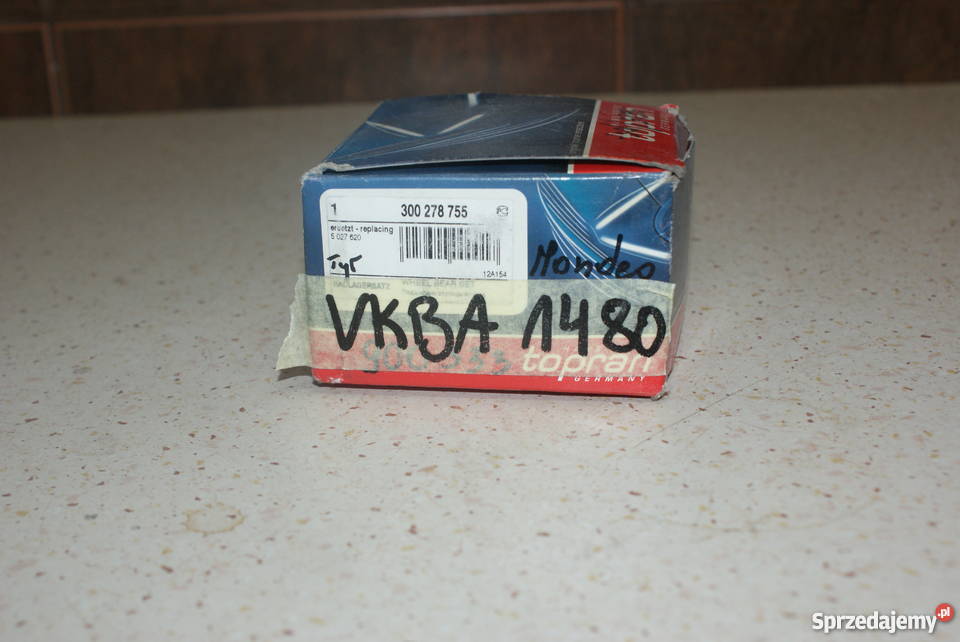 topran
1 300 278 755
ersetzt - replacing
5 027 620
12A154
Tył
Mondeo
RADLAGERSATZ WHEEL BEAR SET
VKBA 1480
topran
GERMANY
Sprzedajemy.pl